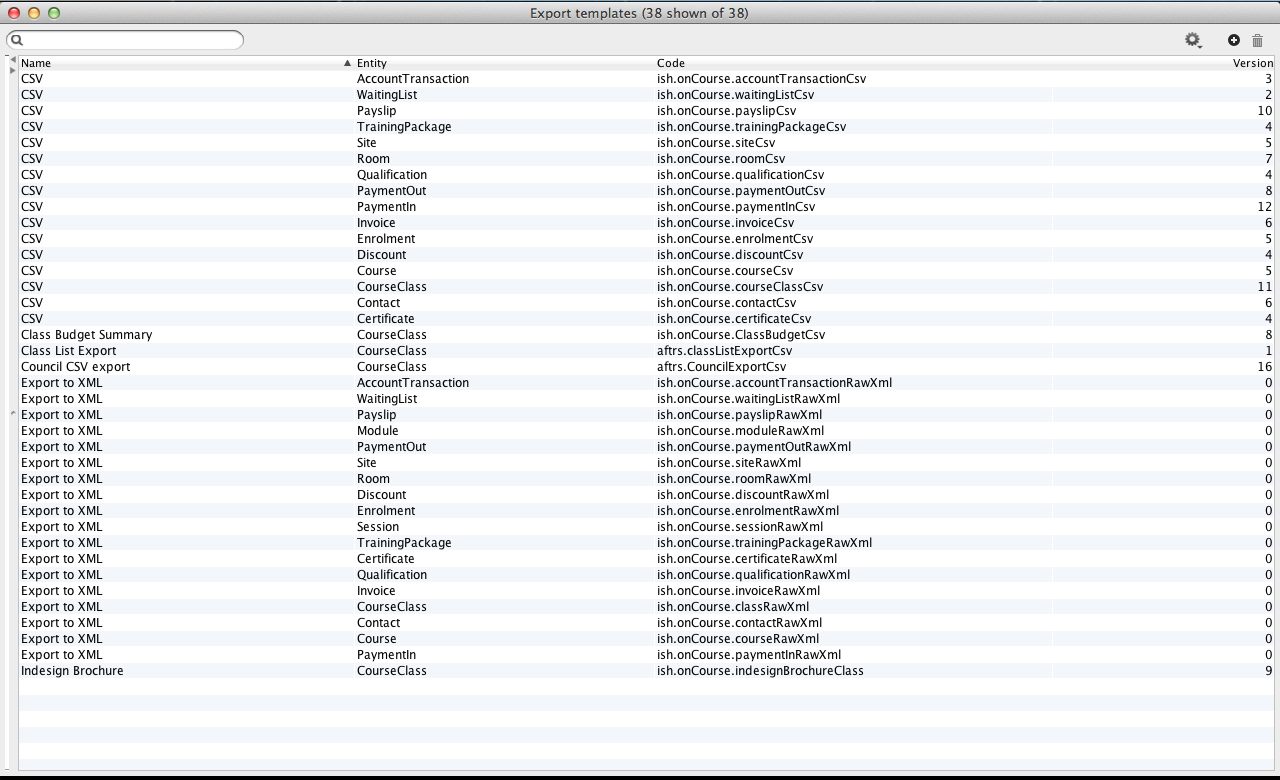 Export templates (38 shown of 38)
Name Entity Code Version
CSV AccountTransaction ish.onCourse.accountTransactionCsv 3
CSV WaitingList ish.onCourse.waitingListCsv 2
CSV Payslip ish.onCourse.payslipCsv 10
CSV TrainingPackage ish.onCourse.trainingPackageCsv 4
CSV Site ish.onCourse.siteCsv 5
CSV Room ish.onCourse.roomCsv 7
CSV Qualification ish.onCourse.qualificationCsv 4
CSV PaymentOut ish.onCourse.paymentOutCsv 8
CSV PaymentIn ish.onCourse.paymentInCsv 12
CSV Invoice ish.onCourse.invoiceCsv 6
CSV Enrolment ish.onCourse.enrolmentCsv 5
CSV Discount ish.onCourse.discountCsv 4
CSV Course ish.onCourse.courseCsv 5
CSV CourseClass ish.onCourse.courseClassCsv 11
CSV Contact ish.onCourse.contactCsv 6
CSV Certificate ish.onCourse.certificateCsv 4
Class Budget Summary CourseClass ish.onCourse.ClassBudgetCsv 8
Class List Export CourseClass aftrs.classListExportCsv 1
Council CSV export CourseClass aftrs.CouncilExportCsv 16
Export to XML AccountTransaction ish.onCourse.accountTransactionRawXml 0
Export to XML WaitingList ish.onCourse.waitingListRawXml 0
Export to XML Payslip ish.onCourse.payslipRawXml 0
Export to XML Module ish.onCourse.moduleRawXml 0
Export to XML PaymentOut ish.onCourse.paymentOutRawXml 0
Export to XML Site ish.onCourse.siteRawXml 0
Export to XML Room ish.onCourse.roomRawXml 0
Export to XML Discount ish.onCourse.discountRawXml 0
Export to XML Enrolment ish.onCourse.enrolmentRawXml 0
Export to XML Session ish.onCourse.sessionRawXml 0
Export to XML TrainingPackage ish.onCourse.trainingPackageRawXml 0
Export to XML Certificate ish.onCourse.certificateRawXml 0
Export to XML Qualification ish.onCourse.qualificationRawXml 0
Export to XML Invoice ish.onCourse.invoiceRawXml 0
Export to XML CourseClass ish.onCourse.classRawXml 0
Export to XML Contact ish.onCourse.contactRawXml 0
Export to XML Course ish.onCourse.courseRawXml 0
Export to XML PaymentIn ish.onCourse.paymentInRawXml 0
Indesign Brochure CourseClass ish.onCourse.indesignBrochureClass 9